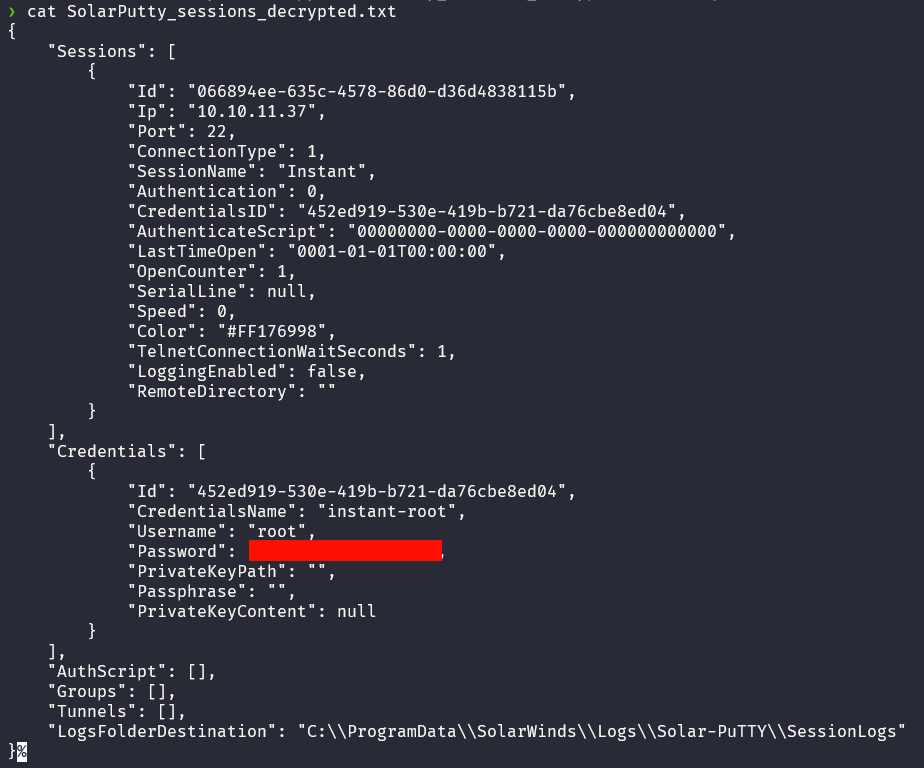 ❯ cat SolarPutty_sessions_decrypted.txt
{
    "Sessions": [
        {
            "Id": "066894ee-635c-4578-86d0-d36d4838115b",
            "Ip": "10.10.11.37",
            "Port": 22,
            "ConnectionType": 1,
            "SessionName": "Instant",
            "Authentication": 0,
            "CredentialsID": "452ed919-530e-419b-b721-da76cbe8ed04",
            "AuthenticateScript": "00000000-0000-0000-0000-000000000000",
            "LastTimeOpen": "0001-01-01T00:00:00",
            "OpenCounter": 1,
            "SerialLine": null,
            "Speed": 0,
            "Color": "#FF176998",
            "TelnetConnectionWaitSeconds": 1,
            "LoggingEnabled": false,
            "RemoteDirectory": ""
        }
    ],
    "Credentials": [
        {
            "Id": "452ed919-530e-419b-b721-da76cbe8ed04",
            "CredentialsName": "instant-root",
            "Username": "root",
            "Password": ,
            "PrivateKeyPath": "",
            "Passphrase": "",
            "PrivateKeyContent": null
        }
    ],
    "AuthScript": [],
    "Groups": [],
    "Tunnels": [],
    "LogsFolderDestination": "C:\\ProgramData\\SolarWinds\\Logs\\Solar-PuTTY\\SessionLogs"
}%